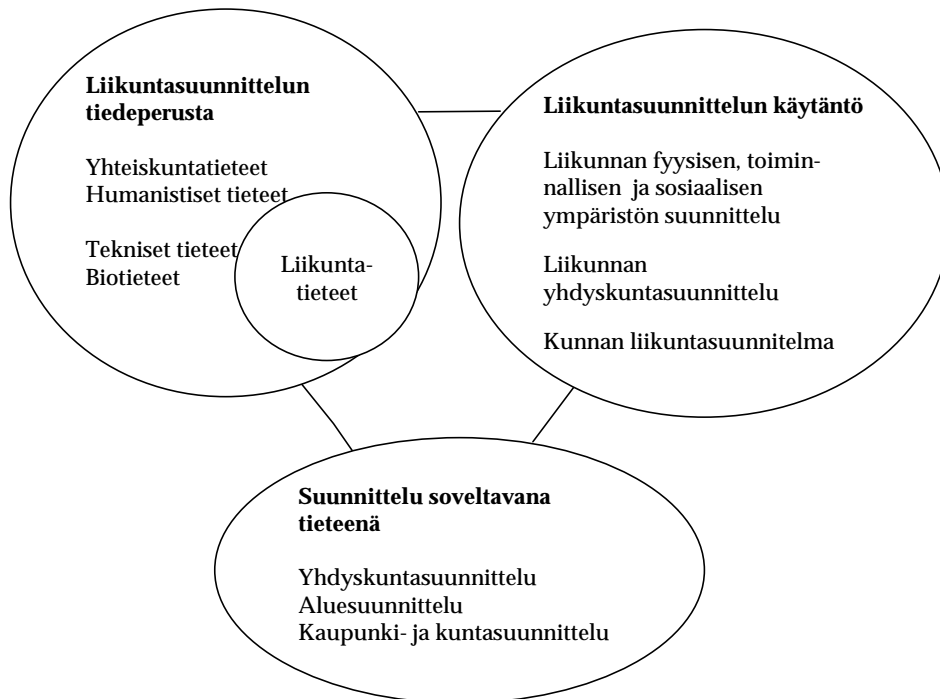 Liikuntasuunnittelun
tiedeperusta
Yhteiskuntatieteet
Humanistiset tieteet
Tekniset tieteet
Biotieteet
Liikunta-
tieteet
Liikuntasuunnittelun käytäntö
Liikunnan fyysisen, toimin-
nallisen ja sosiaalisen
ympäristön suunnittelu
Liikunnan
yhdyskuntasuunnittelu
Kunnan liikuntasuunnitelma
Suunnittelu soveltavana
tieteenä
Yhdyskuntasuunnittelu
Aluesuunnittelu
Kaupunki- ja kuntasuunnittelu